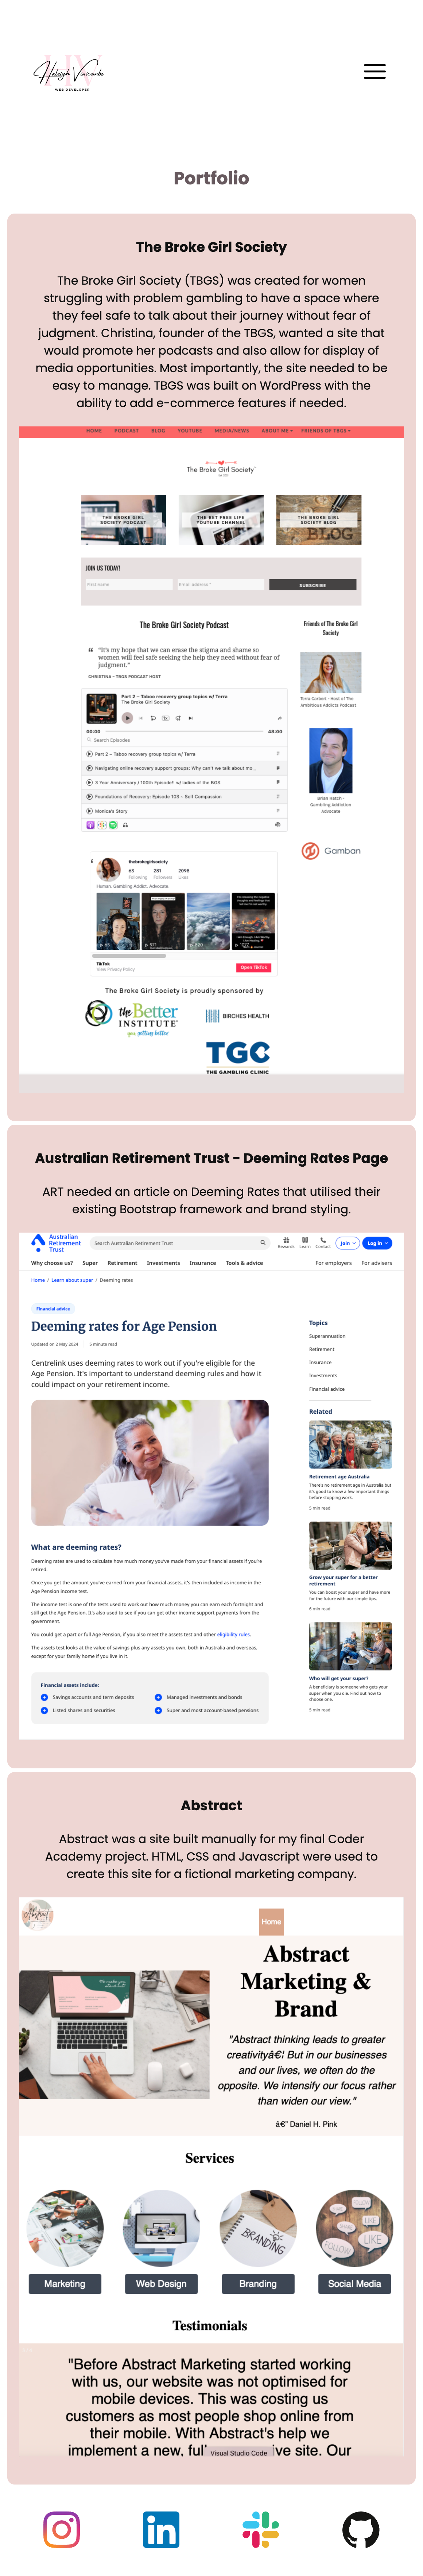 HV
Heleigh Vinicombe
WEB DEVELOPER
Portfolio
The Broke Girl Society
The Broke Girl Society (TBGS) was created for women
struggling with problem gambling to have a space where
they feel safe to talk about their journey without fear of
judgment. Christina, founder of the TBGS, wanted a site that
would promote her podcasts and also allow for display of
media opportunities. Most importantly, the site needed to be
easy to manage. TBGS was built on WordPress with the
ability to add e-commerce features if needed.
HOME PODCAST BLOG YOUTUBE MEDIA/NEWS ABOUT ME FRIENDS OF TBGS
The Broke Girl Society
THE BROKE GIRL
SOCIETY PODCAST
THE BET FREE LIFE
YOUTUBE CHANNEL
THE BROKE GIRL
SOCIETY BLOG
BLOG
JOIN US TODAY!
First name
Email address *
SUBSCRIBE
The Broke Girl Society Podcast
“It's my hope that we can erase the stigma and shame so
women will feel safe seeking the help they need without fear of
judgment.”
CHRISTINA - TBGS PODCAST HOST
Part 2 – Taboo recovery group topics w/ Terra
The Broke Girl Society
00:00
48:00
Search Episodes
Part 2 – Taboo recovery group topics w/ Terra
Navigating online recovery support groups: Why can't we talk about mo...
3 Year Anniversary / 100th Episode!! w/ ladies of the BGS
Foundations of Recovery: Episode 103 – Self Compassion
Monica's Story
Friends of The Broke Girl
Society
Terra Carbert - Host of The
Ambitious Addicts Podcast
Brian Hatch -
Gambling Addiction
Advocate
Gamban
thebrokegirlsociety
63 281 2098
Following Followers Likes
Human. Gambling Addict. Advocate.
TikTok
View Privacy Policy
Open TikTok
The Broke Girl Society is proudly sponsored by
the Better
INSTITUTE
you getting better
BIRCHES HEALTH
TGC
THE GAMBLING CLINIC
Australian Retirement Trust - Deeming Rates Page
ART needed an article on Deeming Rates that utilised their
existing Bootstrap framework and brand styling.
Australian
Retirement
Trust
Search Australian Retirement Trust
Rewards Learn Contact
Join
Log in
Why choose us? Super Retirement Investments Insurance Tools & advice
For employers For advisers
Home / Learn about super / Deeming rates
Financial advice
Deeming rates for Age Pension
Updated on 2 May 2024
5 minute read
Centrelink uses deeming rates to work out if you're eligible for the
Age Pension. It's important to understand deeming rules and how it
could impact on your retirement income.
What are deeming rates?
Deeming rates are used to calculate how much money you've made from your financial assets if you're
retired.
Once you get the amount you've earned from your financial assets, it's then included as income in the
Age Pension income test.
The income test is one of the tests used to work out how much money you can earn each fortnight and
still get the Age Pension. It's also used to see if you can get other income support payments from the
government.
You could get a part or full Age Pension, if you also meet the assets test and other eligibility rules.
The assets test looks at the value of savings plus any assets you own, both in Australia and overseas,
except for your family home if you live in it.
Financial assets include:
Savings accounts and term deposits
Managed investments and bonds
Listed shares and securities
Super and most account-based pensions
Topics
Superannuation
Retirement
Insurance
Investments
Financial advice
Related
Retirement age Australia
There's no retirement age in Australia but
it's good to know a few important things
before stopping work.
5 min read
Grow your super for a better
retirement
You can boost your super and have more
for the future with our simple tips.
6 min read
Who will get your super?
A beneficiary is someone who gets your
super when you die. Find out how to
choose one.
5 min read
Abstract
Abstract was a site built manually for my final Coder
Academy project. HTML, CSS and Javascript were used to
create this site for a fictional marketing company.
Abstract
Home
Abstract
Marketing &
Brand
"Abstract thinking leads to greater
creativityâ€¦ But in our businesses
and our lives, we often do the
opposite. We intensify our focus rather
than widen our view."
â€" Daniel H. Pink
Services
BRANDING
FOLLOW
LIKE
FOLLOW
LIKE
Marketing
Web Design
Branding
Social Media
Testimonials
"Before Abstract Marketing started working
with us, our website was not optimised for
mobile devices. This was costing us
customers as most people shop online from
their mobile. With Abstract's help we
implement a new, ive site. Our
Visual Studio Code